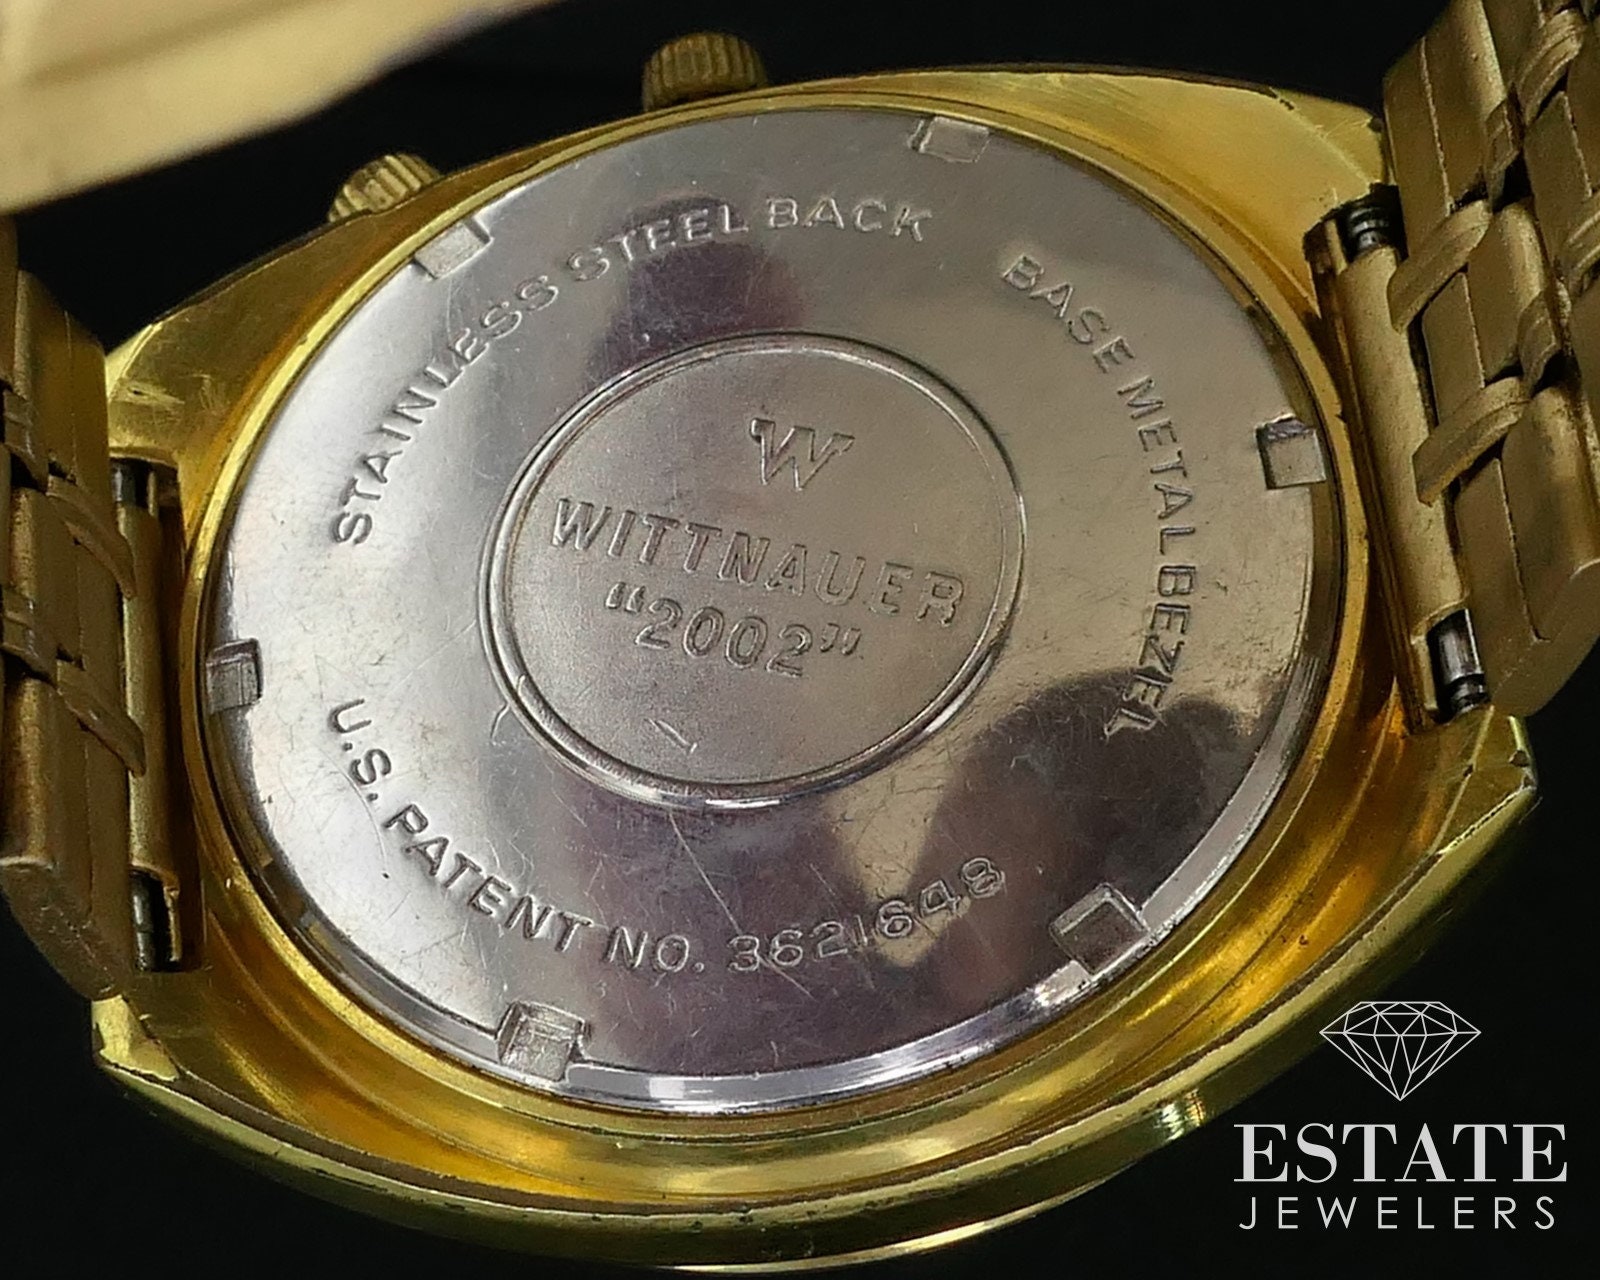 STAINLESS STEEL BACK
BASE METAL BEZEL
W
WITTNAUER
“2002”
U.S. PATENT NO. 3621648
ESTATE
JEWELERS